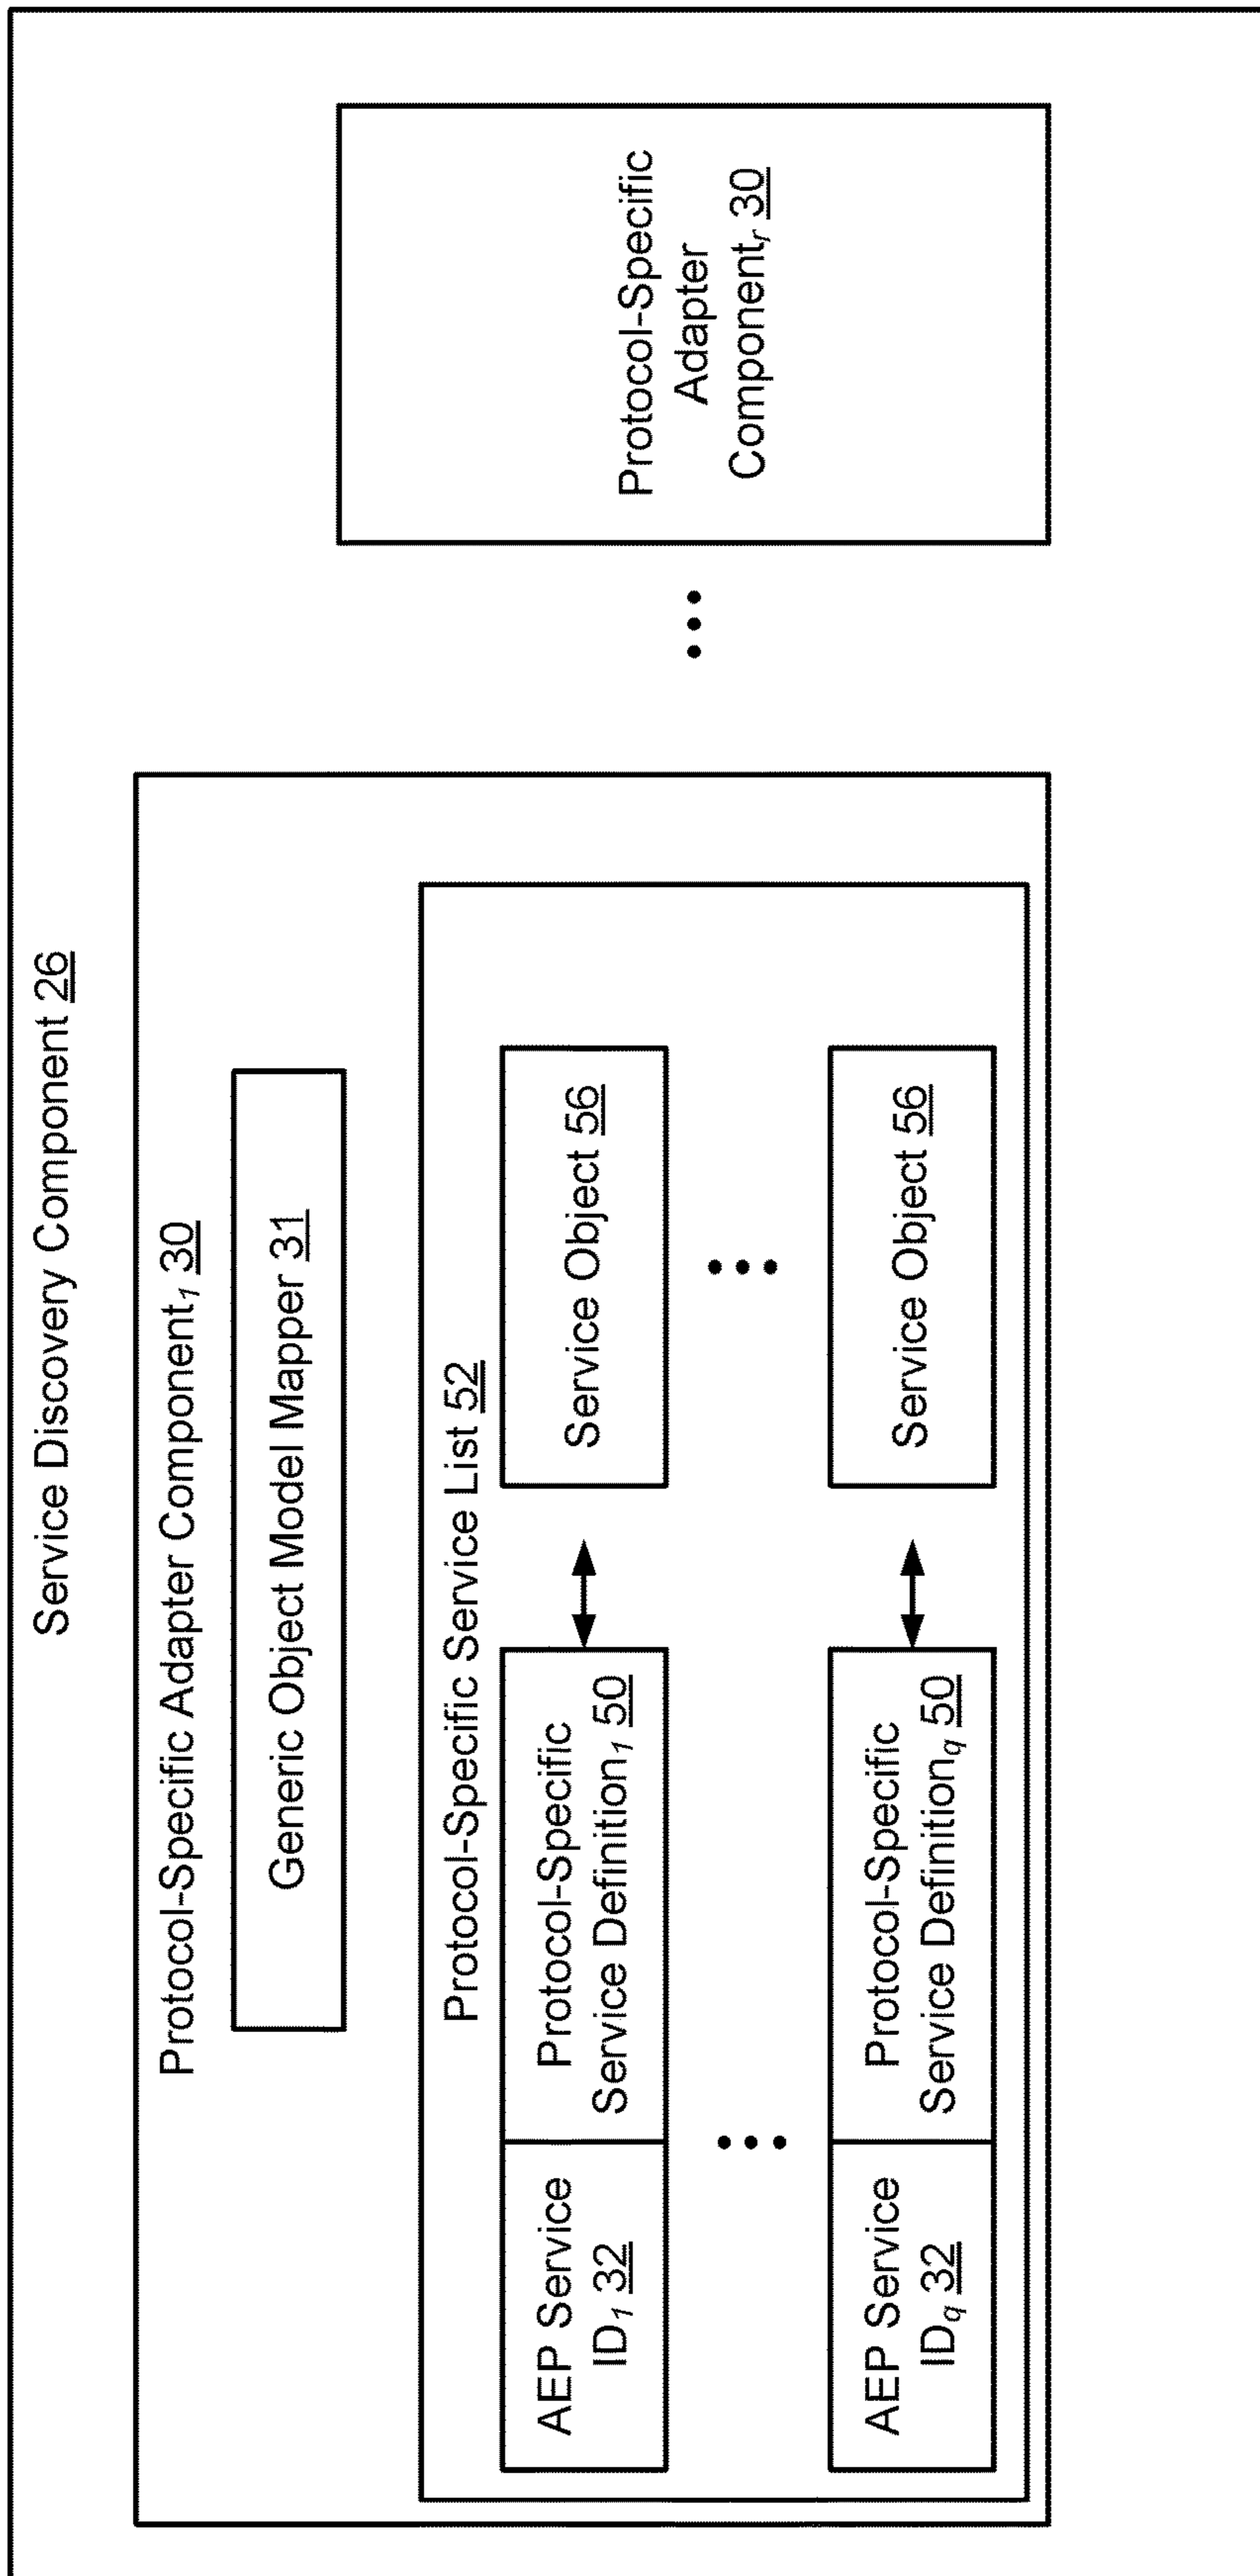 Service Discovery Component 26
Protocol-Specific Adapter Component₁ 30
Generic Object Model Mapper 31
Protocol-Specific Service List 52
AEP Service
ID₁ 32
Protocol-Specific
Service Definition₁ 50
Service Object 56
AEP Service
ID_q 32
Protocol-Specific
Service Definition_q 50
Service Object 56
Protocol-Specific
Adapter
Componentᵣ 30